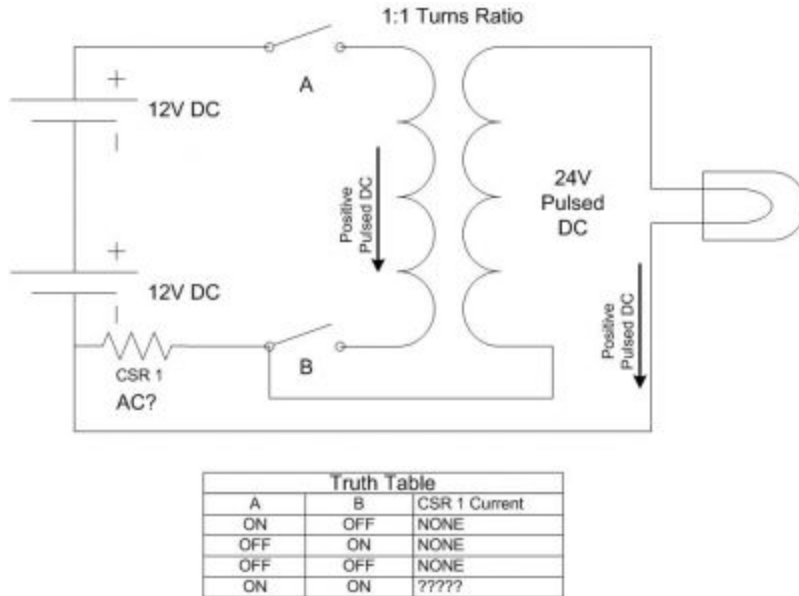 1:1 Turns Ratio
A
+
12V DC
Positive
Pulsed DC
24V
Pulsed
DC
+
12V DC
B
Positive
Pulsed DC
CSR 1
AC?
Truth Table
A B CSR 1 Current
ON OFF NONE
OFF ON NONE
OFF OFF NONE
ON ON ?????